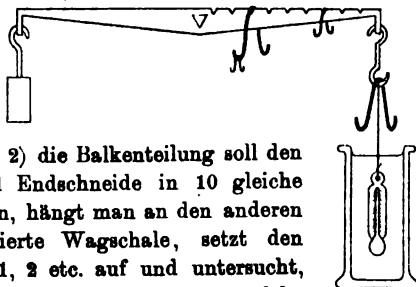 2) die Balkenteilung soll den
Endschneide in 10 gleiche
n, hängt man an den anderen
ierte Wagschale, setzt den
1, 2 etc. auf und untersucht,